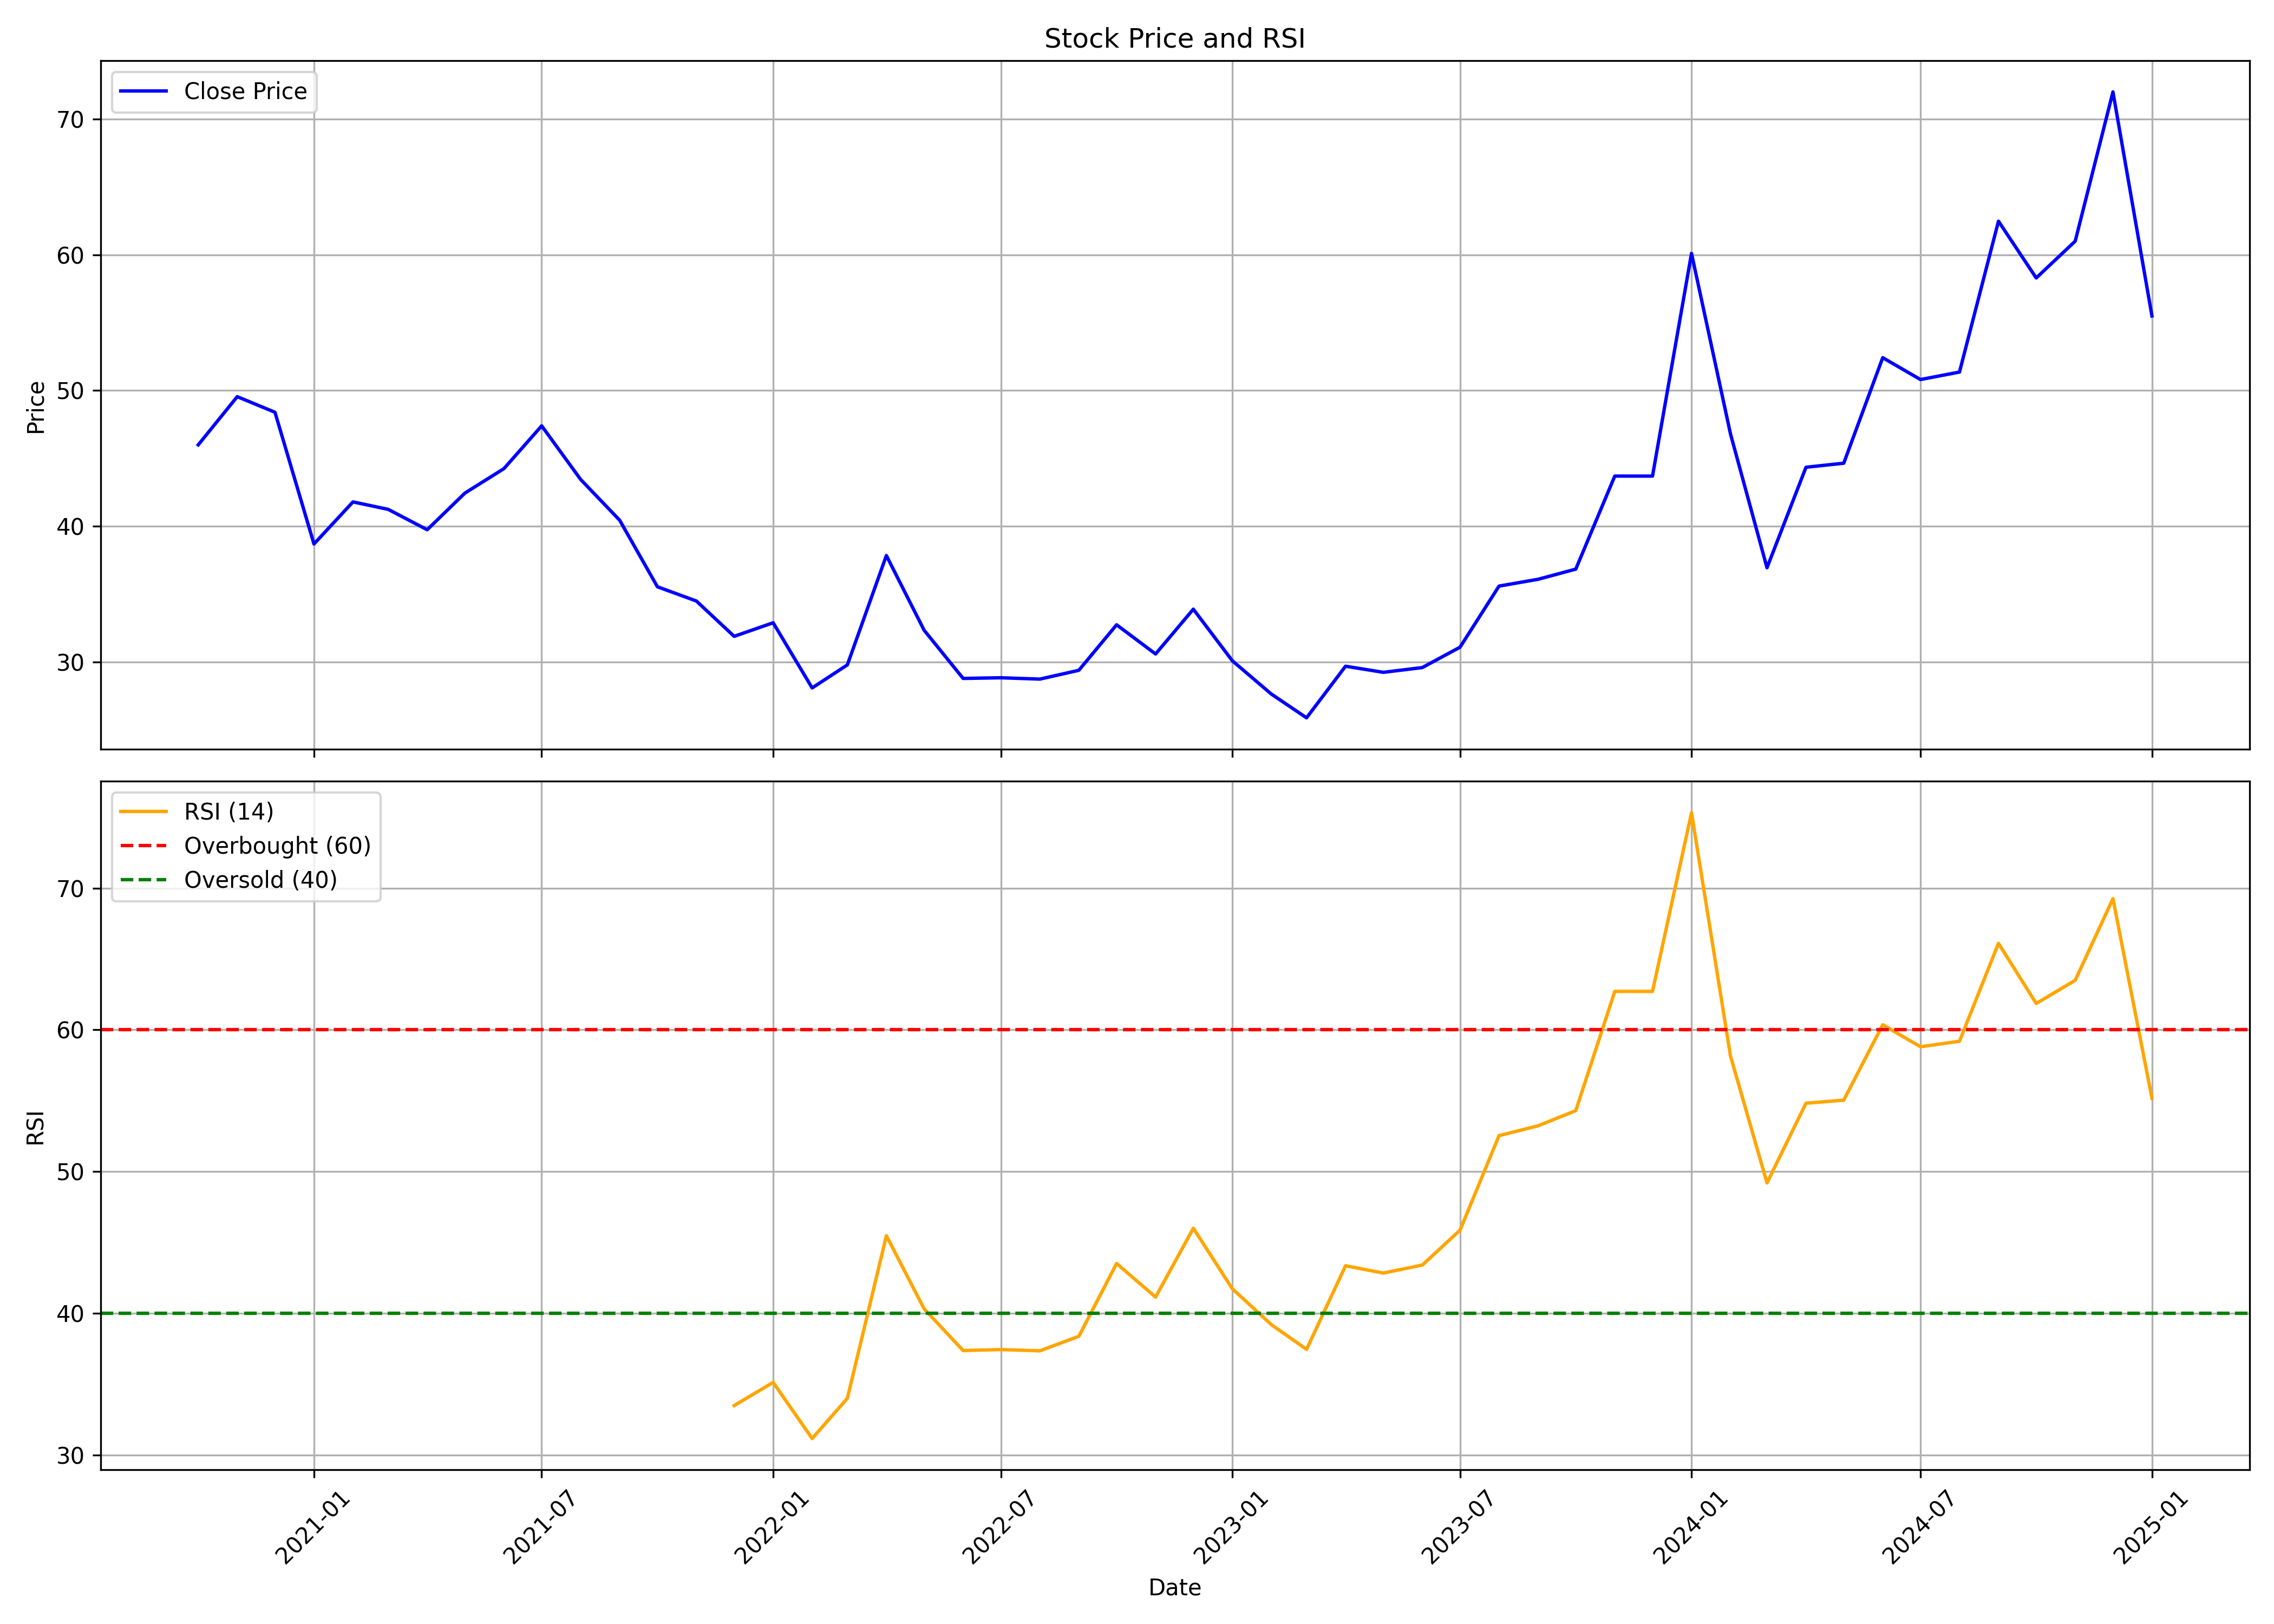 Stock Price and RSI
Close Price
70
60
50
40
30
Price
RSI (14)
Overbought (60)
Oversold (40)
70
60
50
40
30
RSI
2021-01
2021-07
2022-01
2022-07
2023-01
2023-07
2024-01
2024-07
2025-01
Date